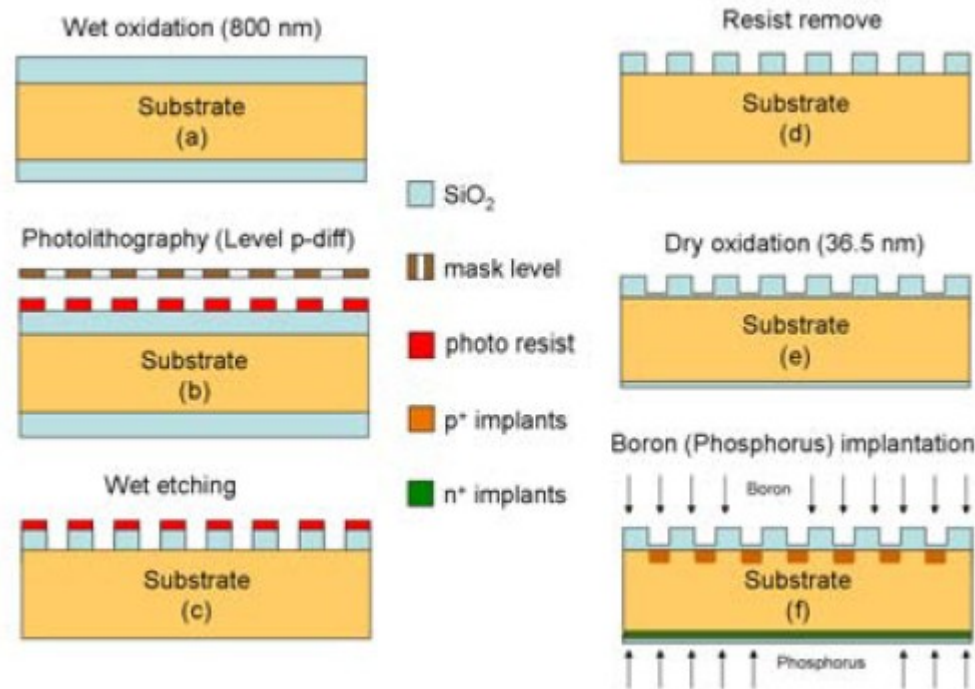 Wet oxidation (800 nm)
Substrate
(a)
Photolithography (Level p-diff)
Substrate
(b)
Wet etching
Substrate
(c)
SiO₂
mask level
photo resist
p⁺ implants
n⁺ implants
Resist remove
Substrate
(d)
Dry oxidation (36.5 nm)
Substrate
(e)
Boron (Phosphorus) implantation
Boron
Substrate
(f)
Phosphorus